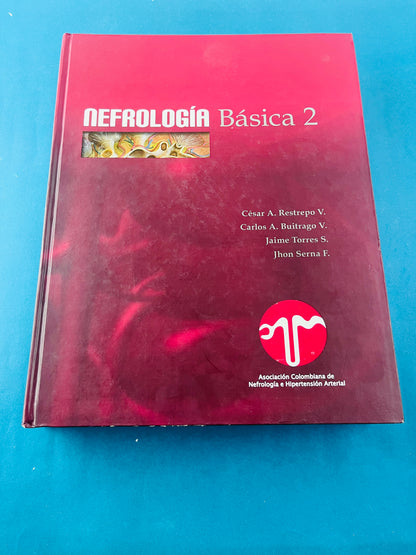 NEFROLOGÍA Básica 2
César A. Restrepo V.
Carlos A. Buitrago V.
Jaime Torres S.
Jhon Serna F.
Asociación Colombiana de
Nefrología e Hipertensión Arterial